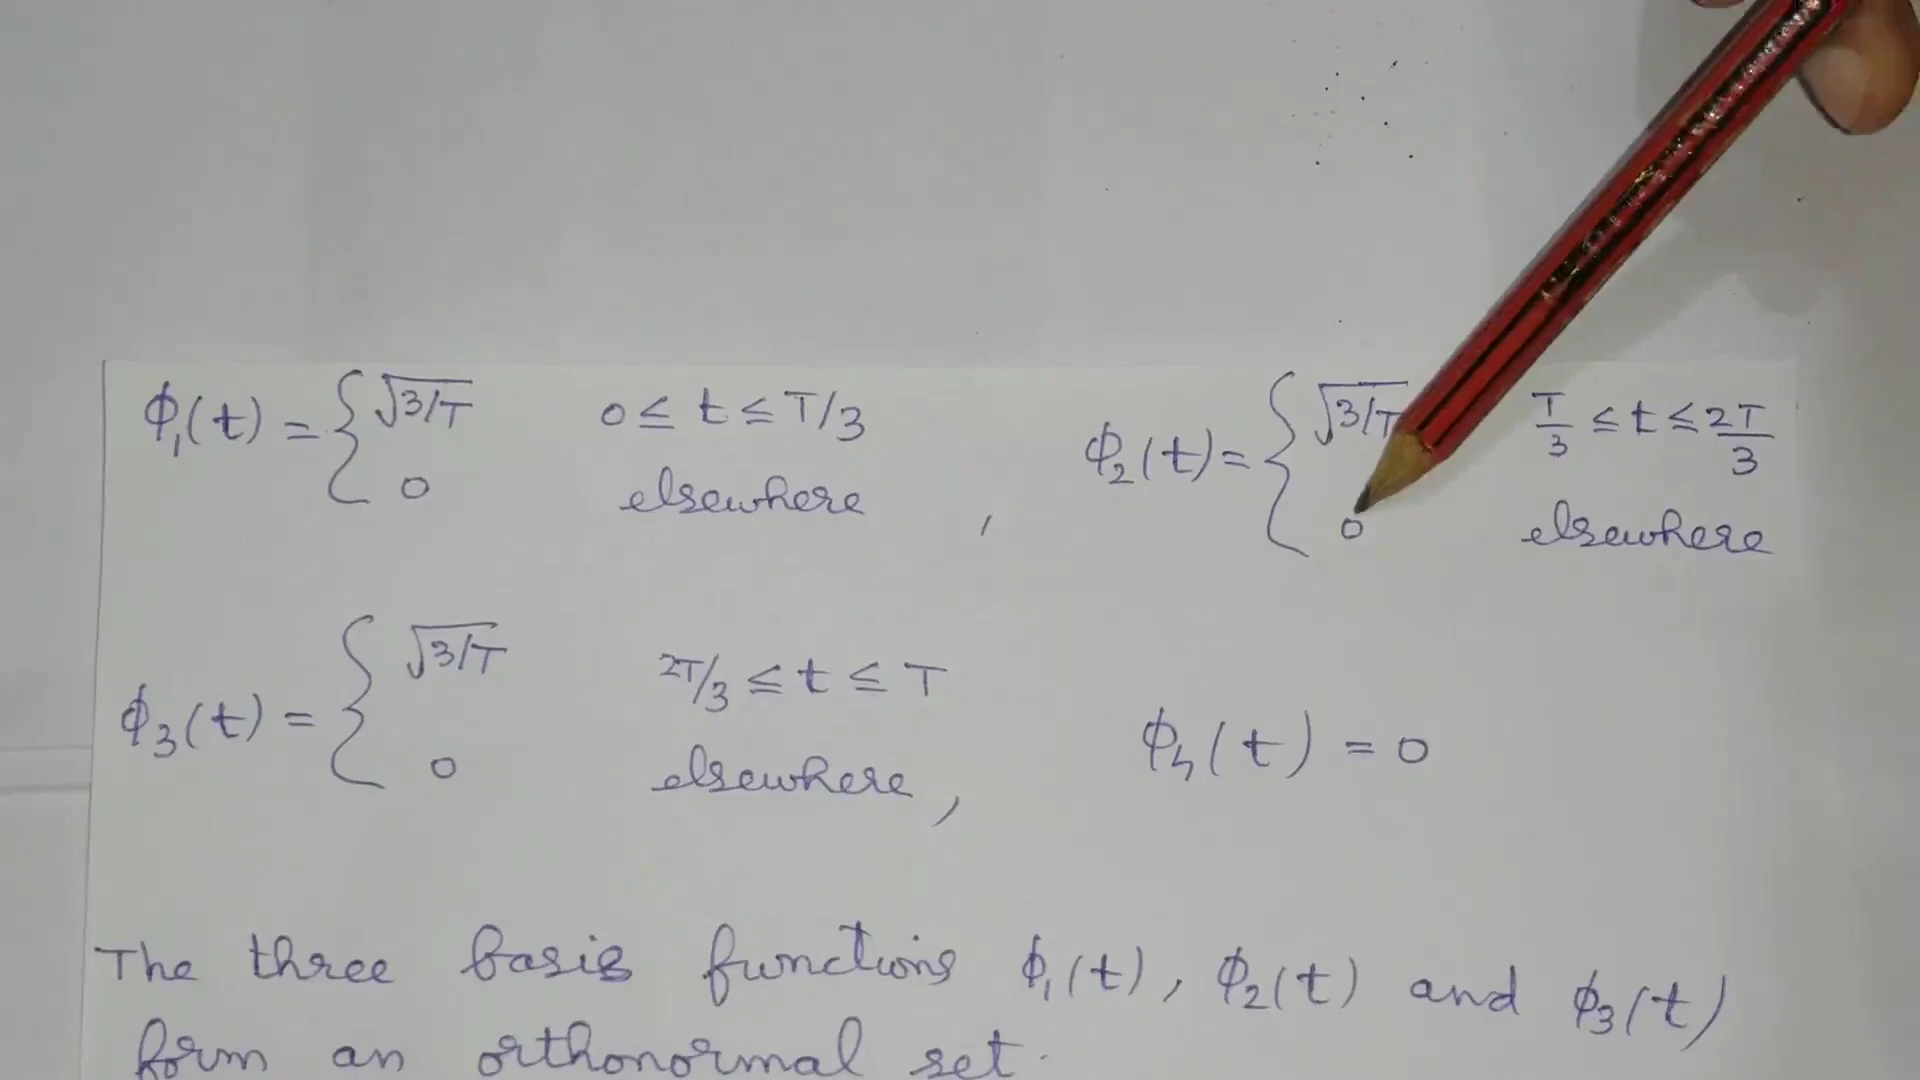 ϕ₁(t) = { √3/T 0 ≤ t ≤ T/3
0 elsewhere ,
ϕ₂(t) = { √3/T T/3 ≤ t ≤ 2T/3
0 elsewhere
ϕ₃(t) = { √3/T 2T/3 ≤ t ≤ T
0 elsewhere ,
ϕ₄(t) = 0
The three basis functions ϕ₁(t), ϕ₂(t) and ϕ₃(t)
form an orthonormal set.